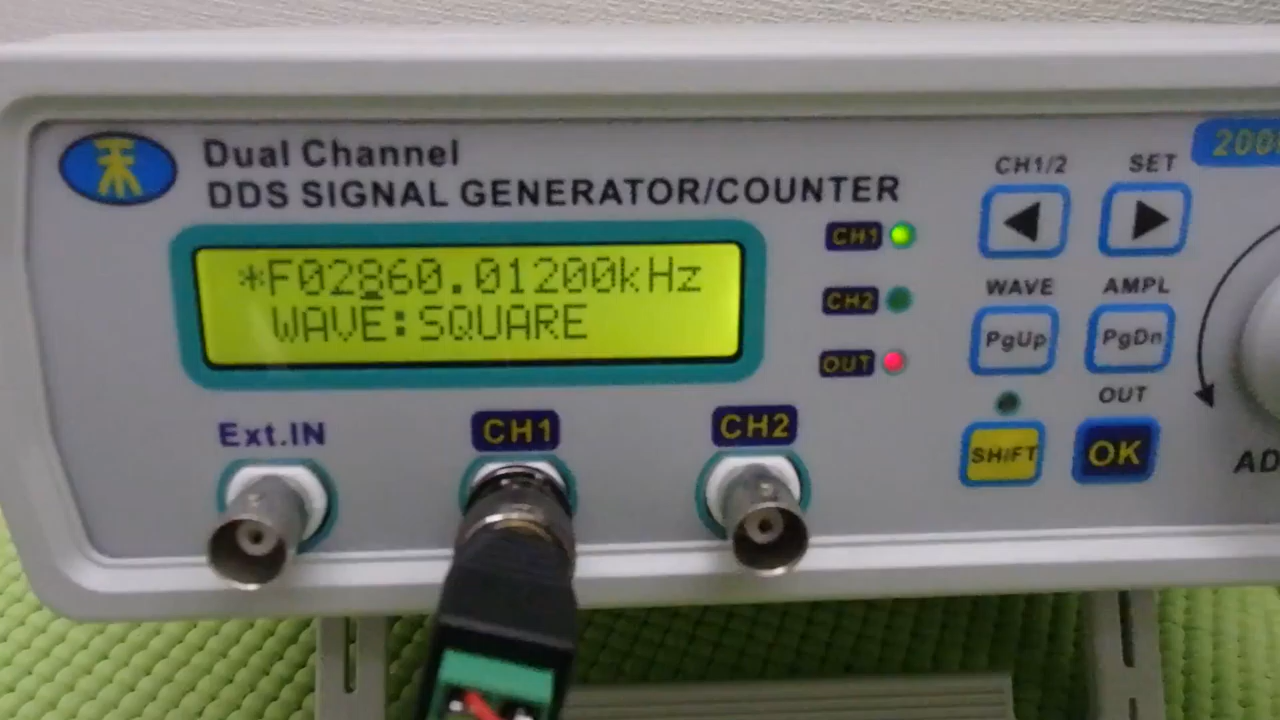 Dual Channel
DDS SIGNAL GENERATOR/COUNTER
*F02860.01200kHz
WAVE:SQUARE
CH1
CH2
OUT
CH1/2
SET
WAVE
AMPL
PgUp
PgDn
OUT
SHIFT
OK
Ext.IN
CH1
CH2